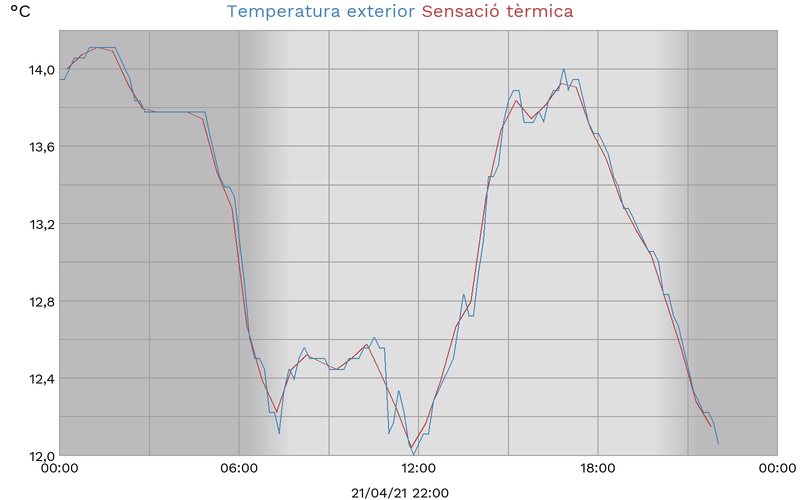 °C
Temperatura exterior Sensació tèrmica
14,0
13,6
13,2
12,8
12,4
12,0
00:00 06:00 12:00 18:00 00:00
21/04/21 22:00